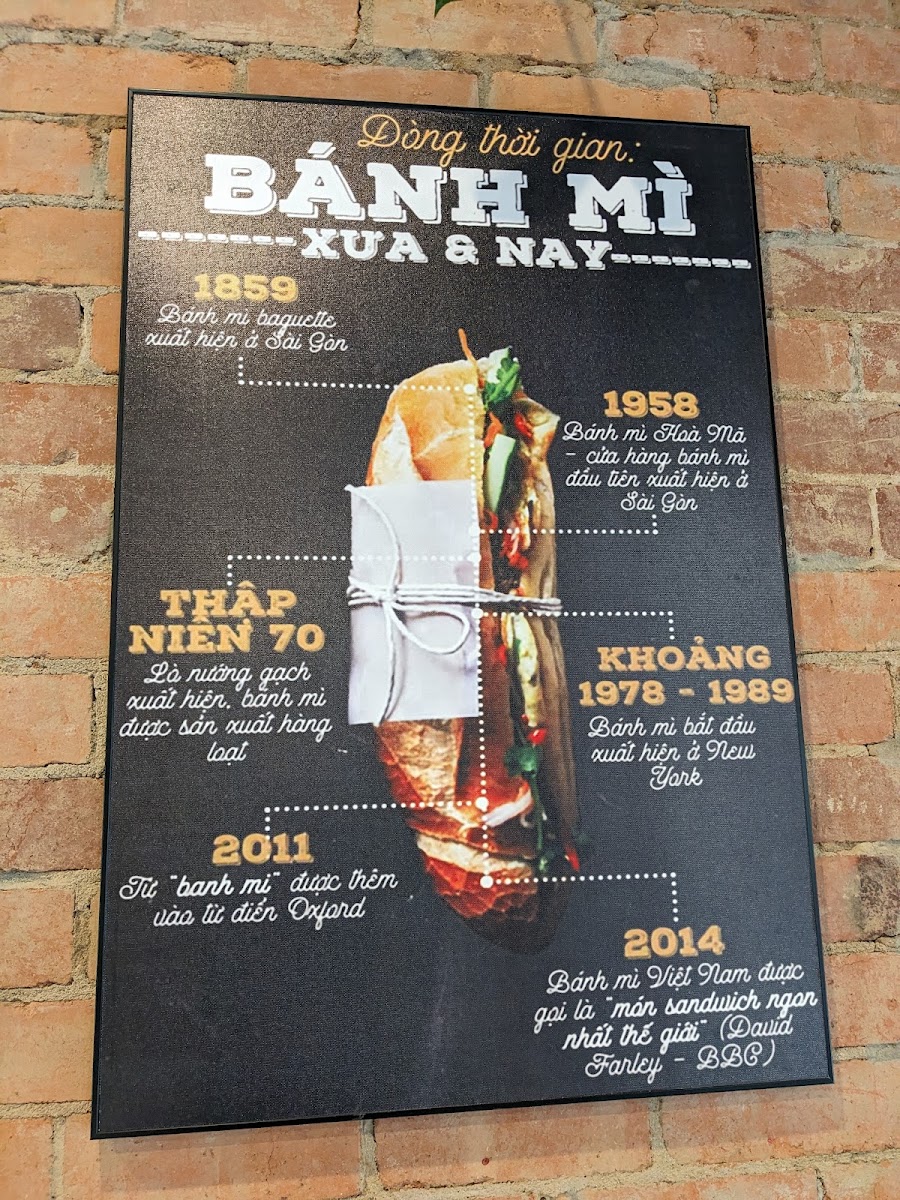 Dòng thời gian:
BÁNH MÌ
XƯA & NAY
1859
Bánh mì baguette
xuất hiện ở Sài Gòn
1958
Bánh mì Hoà Mã
- cửa hàng bánh mì
đầu tiên xuất hiện ở
Sài Gòn
THẬP
NIÊN 70
Lò nướng gạch
xuất hiện, bánh mì
được sản xuất hàng
loạt
KHOẢNG
1978 - 1989
Bánh mì bắt đầu
xuất hiện ở New
York
2011
Từ "banh mi" được thêm
vào từ điển Oxford
2014
Bánh mì Việt Nam được
gọi là "món sandwich ngon
nhất thế giới" (David
Farley - BBC)